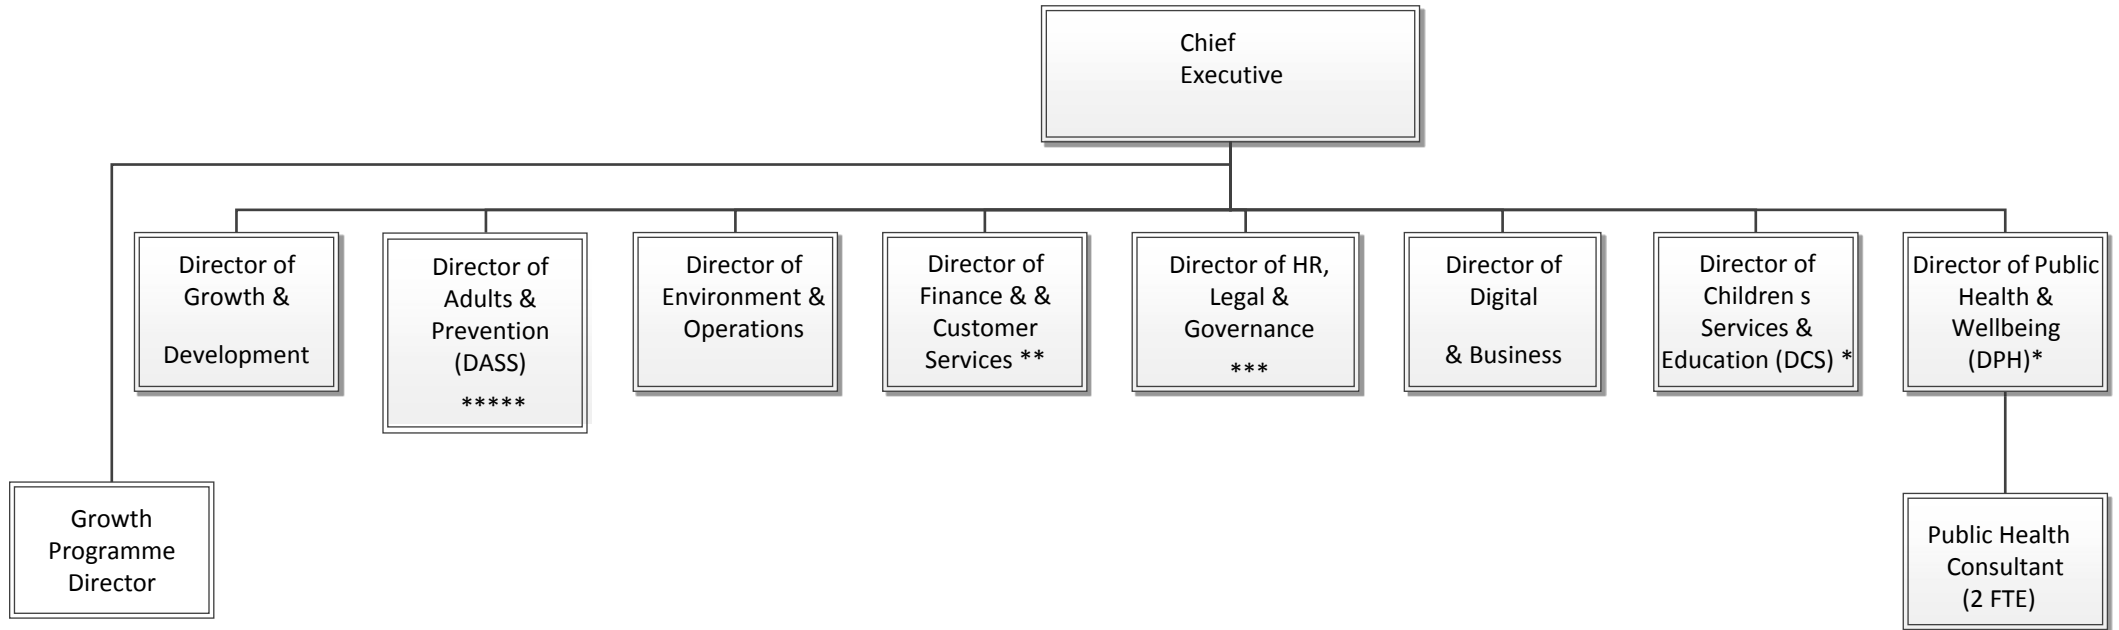 Chief
Executive
Director of
Growth &
Development
Director of
Adults &
Prevention
(DASS)
*****
Director of
Environment &
Operations
Director of
Finance & &
Customer
Services **
Director of HR,
Legal &
Governance
***
Director of
Digital
& Business
Director of
Children s
Services &
Education (DCS) *
Director of Public
Health &
Wellbeing
(DPH)*
Growth
Programme
Director
Public Health
Consultant
(2 FTE)